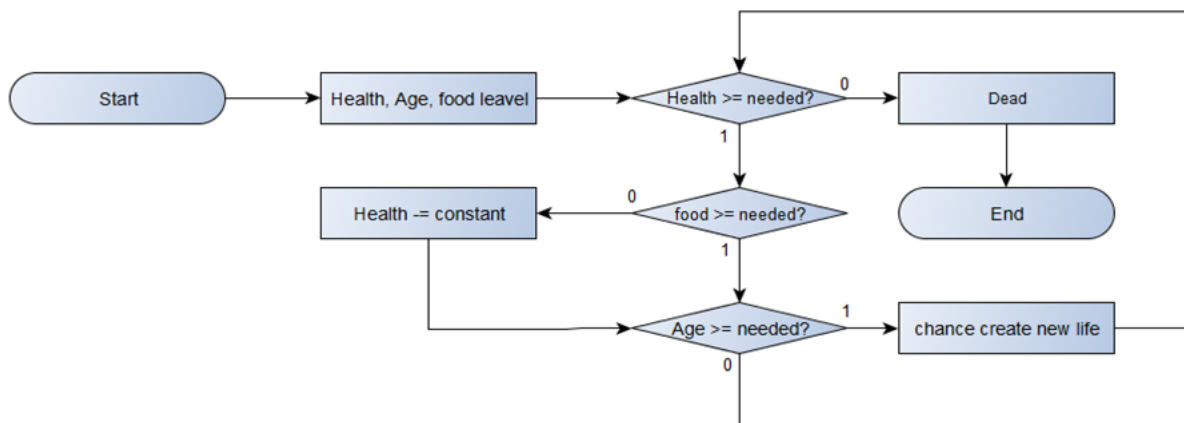 Start
Health, Age, food leavel
Health >= needed?
0
Dead
1
Health -= constant
0
food >= needed?
End
1
Age >= needed?
1
chance create new life
0